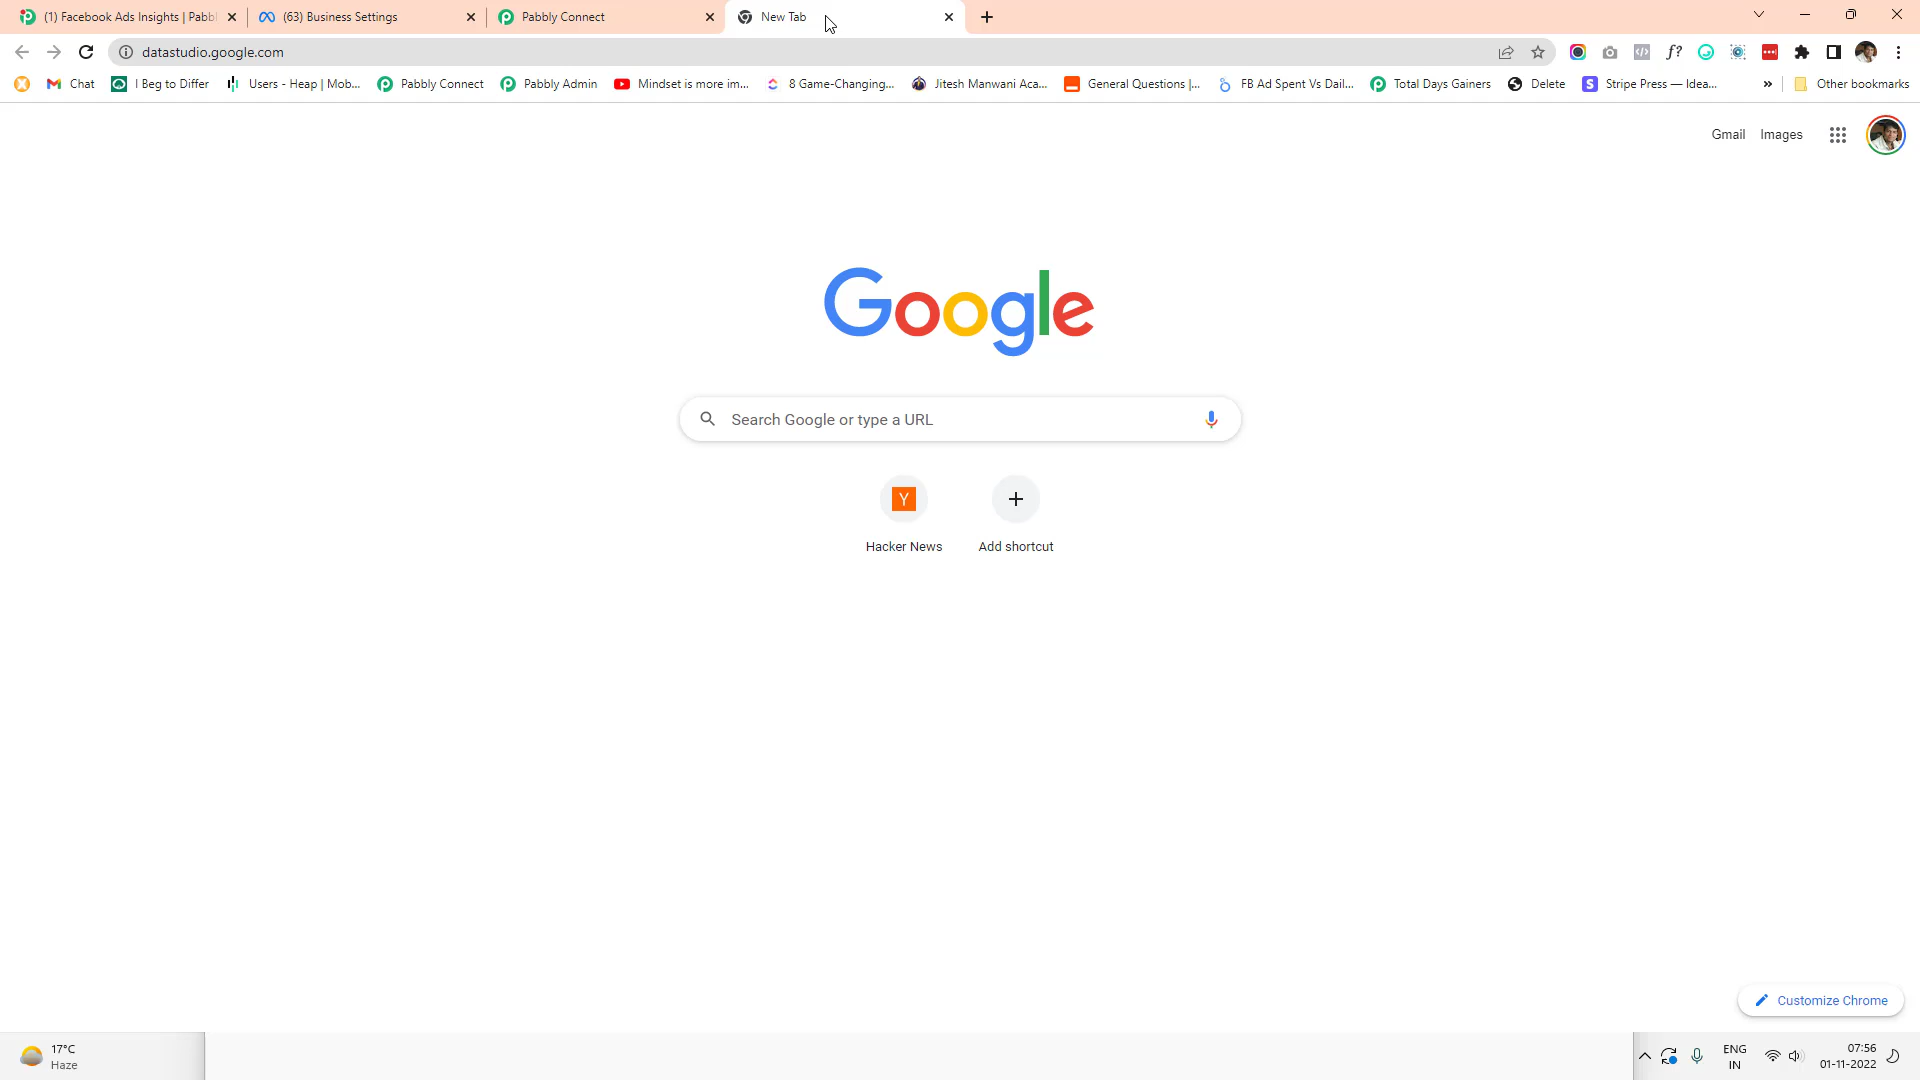 (1) Facebook Ads Insights | Pabbl
(63) Business Settings
Pabbly Connect
New Tab
datastudio.google.com
Chat
I Beg to Differ
Users - Heap | Mob...
Pabbly Connect
Pabbly Admin
Mindset is more im...
8 Game-Changing...
Jitesh Manwani Aca...
General Questions |...
FB Ad Spent Vs Dail...
Total Days Gainers
Delete
Stripe Press — Idea...
Other bookmarks
Gmail
Images
Google
Search Google or type a URL
Y
Hacker News
Add shortcut
Customize Chrome
17°C
Haze
ENG
IN
07:56
01-11-2022